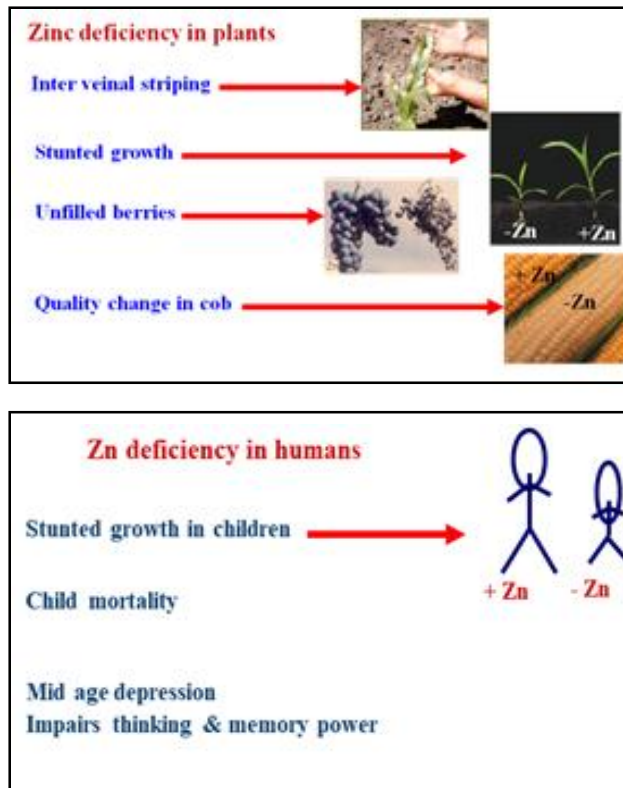 Zinc deficiency in plants
Inter veinal striping
Stunted growth
-Zn +Zn
Unfilled berries
Quality change in cob
+ Zn
-Zn
Zn deficiency in humans
Stunted growth in children
+ Zn - Zn
Child mortality
Mid age depression
Impairs thinking & memory power